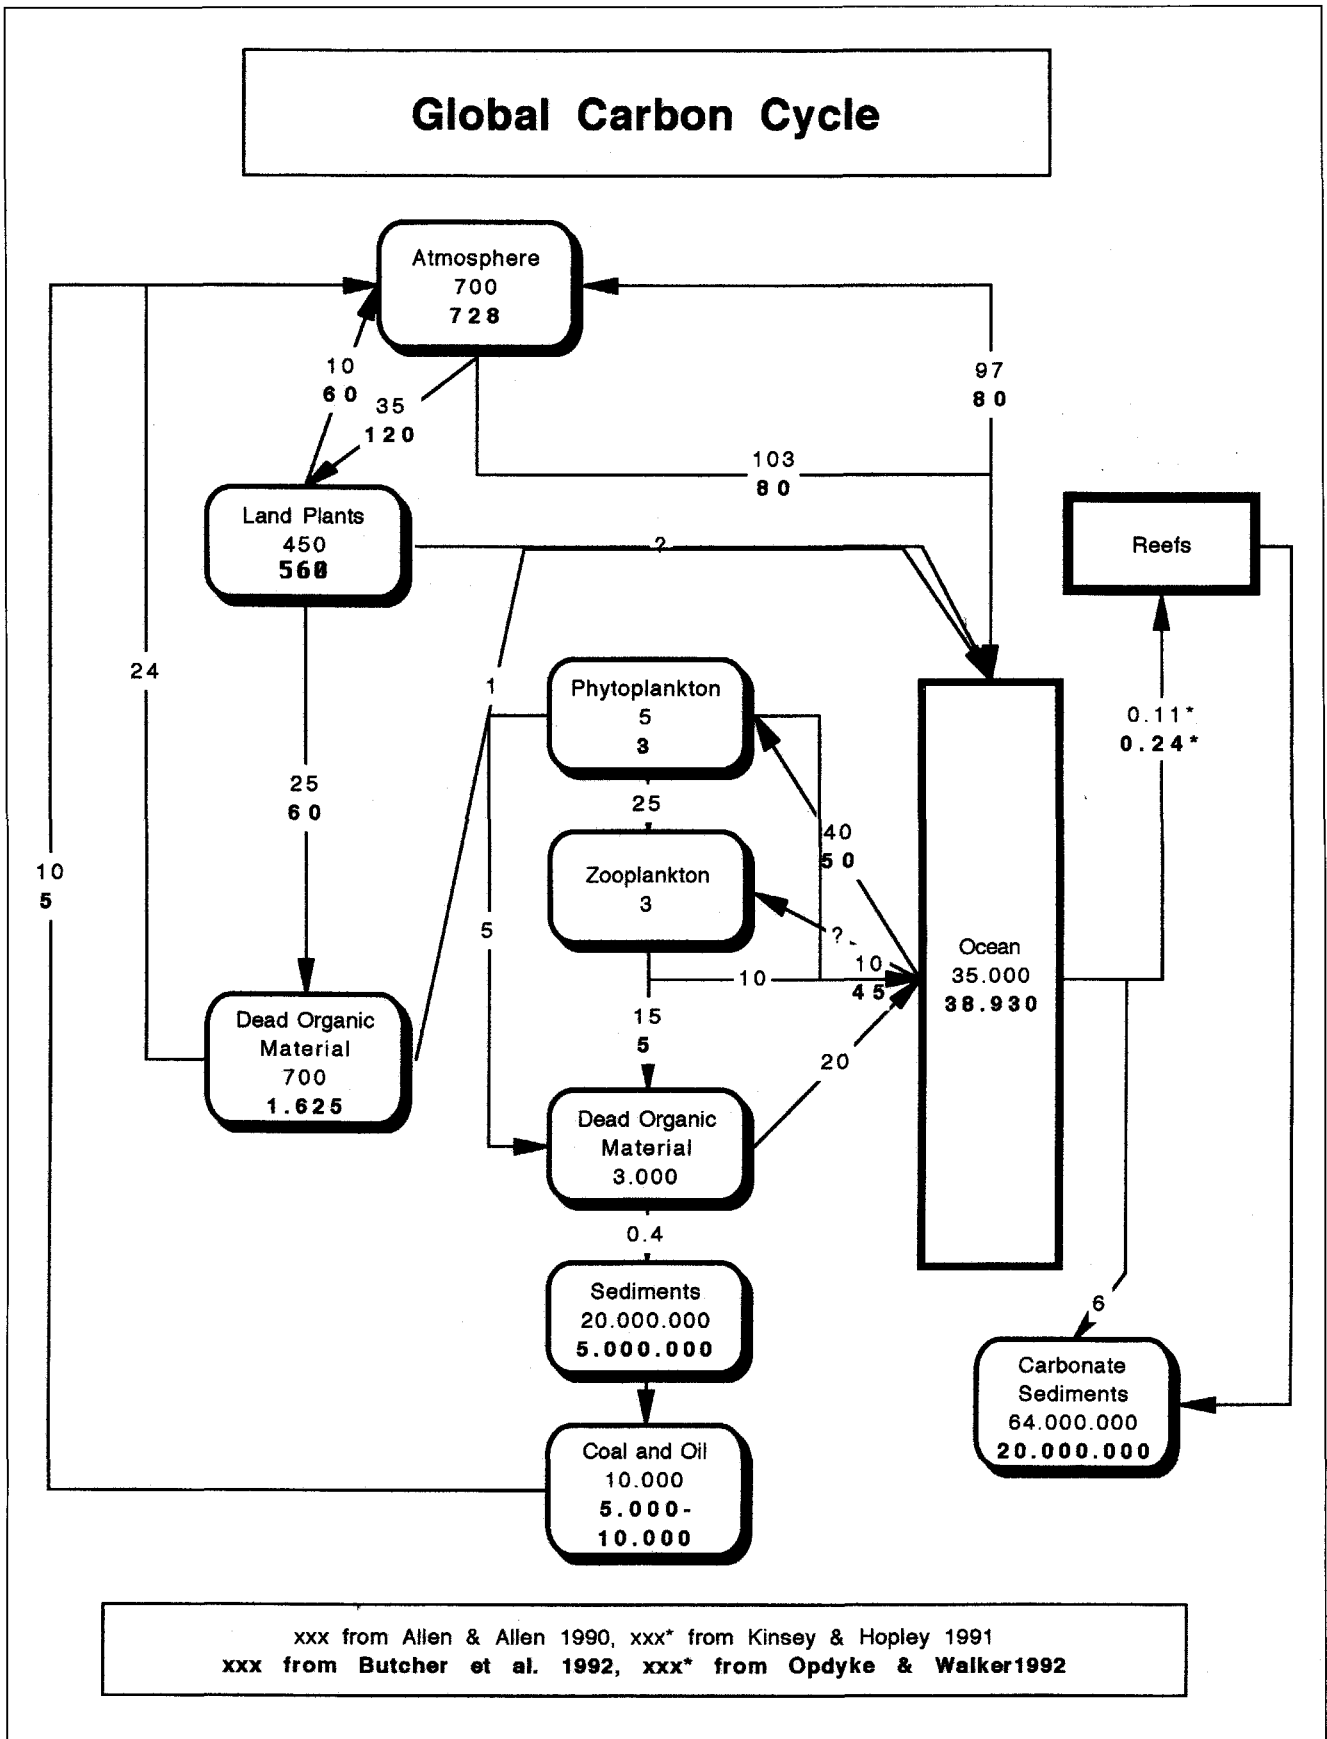 Global Carbon Cycle
Atmosphere
700
728
10
60
35
120
97
80
103
80
Land Plants
450
560
?
Reefs
24
1
Phytoplankton
5
3
0.11*
0.24*
25
60
25
40
50
10
5
Zooplankton
3
5
?
10
45
10
Ocean
35.000
38.930
Dead Organic
Material
700
1.625
15
5
20
Dead Organic
Material
3.000
0.4
Sediments
20.000.000
5.000.000
6
Carbonate
Sediments
64.000.000
20.000.000
Coal and Oil
10.000
5.000-
10.000
xxx from Allen & Allen 1990, xxx* from Kinsey & Hopley 1991
xxx from Butcher et al. 1992, xxx* from Opdyke & Walker1992